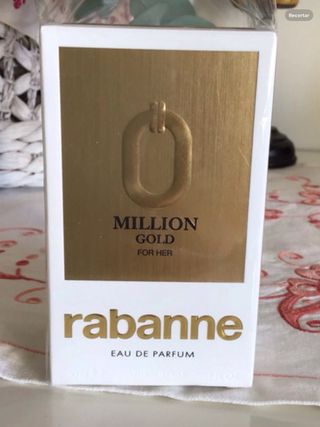 Recortar
MILLION
GOLD
FOR HER
rabanne
EAU DE PARFUM